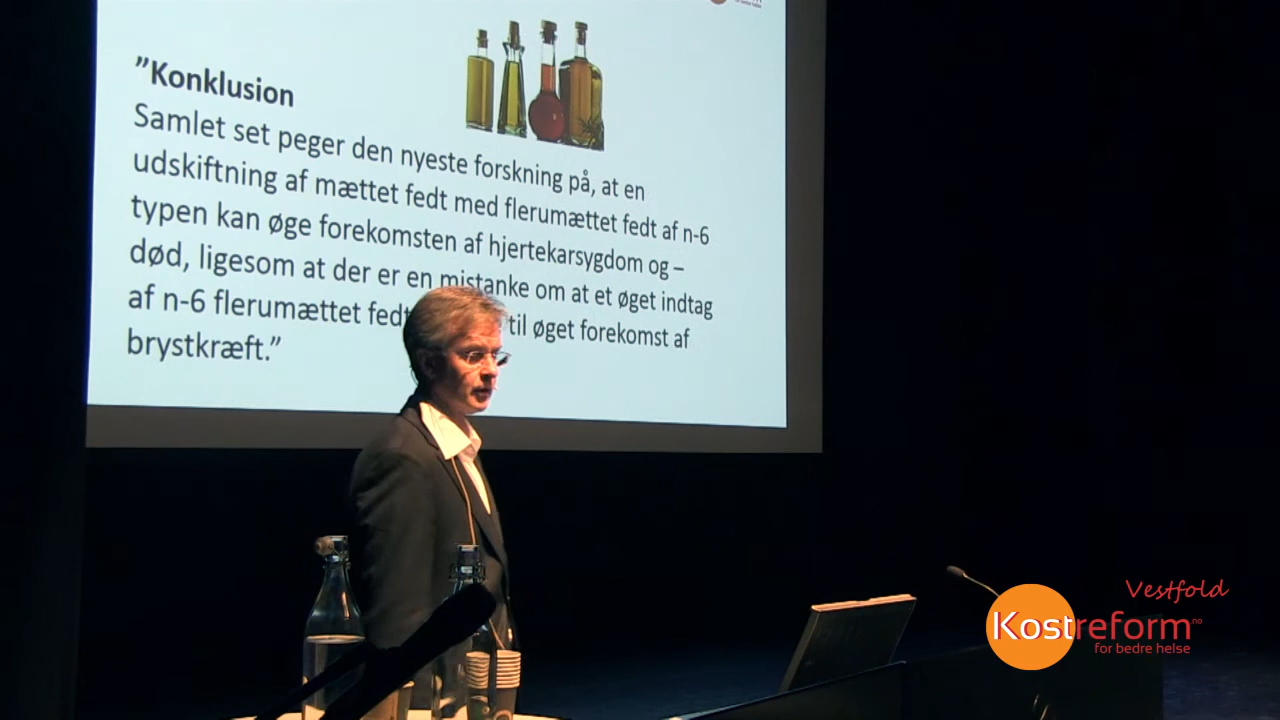 "Konklusion
Samlet set peger den nyeste forskning på, at en
udskiftning af mættet fedt med flerumættet fedt af n-6
typen kan øge forekomsten af hjertekarsygdom og –
død, ligesom at der er en mistanke om at et øget indtag
af n-6 flerumættet fedt til øget forekomst af
brystkræft."
Vestfold
Kostreform.no
for bedre helse